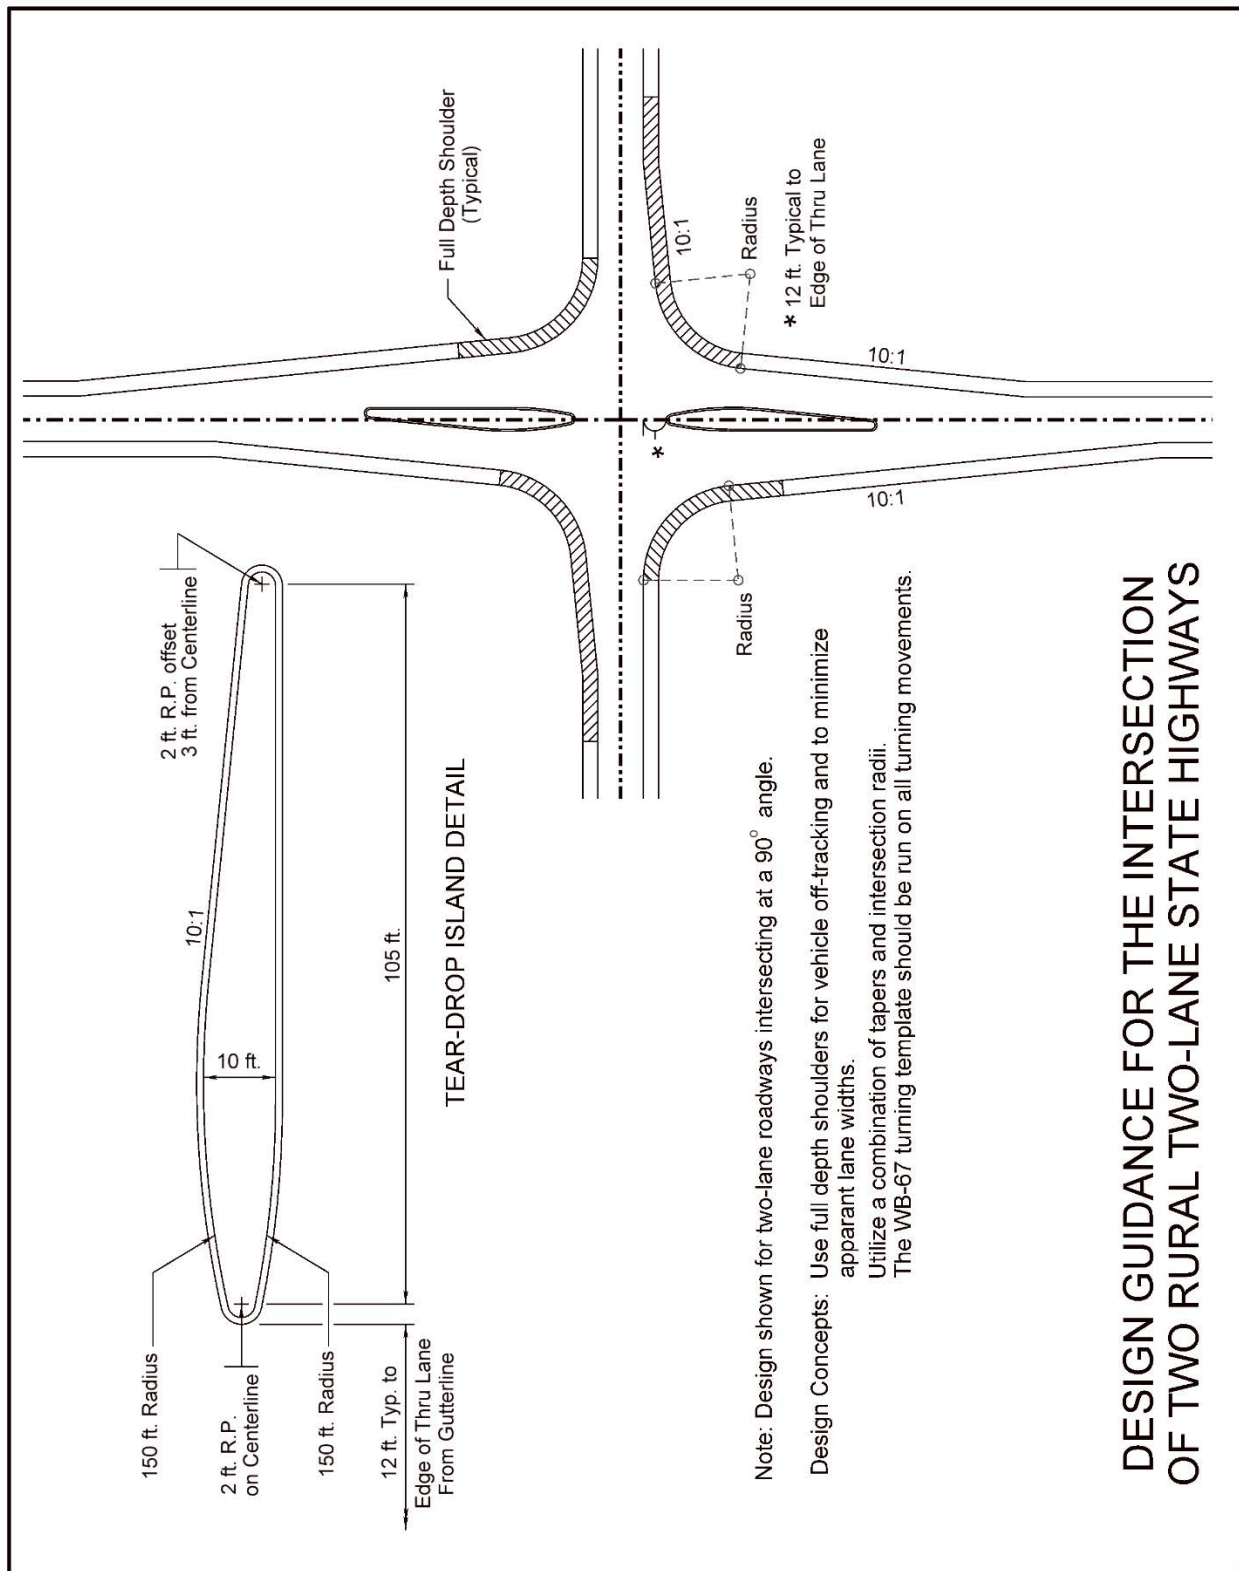 Full Depth Shoulder
(Typical)
10:1
Radius
* 12 ft. Typical to
Edge of Thru Lane
10:1
*
10:1
Radius
2 ft. R.P. offset
3 ft. from Centerline
10:1
10 ft.
105 ft.
150 ft. Radius
2 ft. R.P.
on Centerline
150 ft. Radius
12 ft. Typ. to
Edge of Thru Lane
From Gutterline
TEAR-DROP ISLAND DETAIL
Note: Design shown for two-lane roadways intersecting at a 90° angle.
Design Concepts: Use full depth shoulders for vehicle off-tracking and to minimize
apparant lane widths.
Utilize a combination of tapers and intersection radii.
The WB-67 turning template should be run on all turning movements.
DESIGN GUIDANCE FOR THE INTERSECTION
OF TWO RURAL TWO-LANE STATE HIGHWAYS